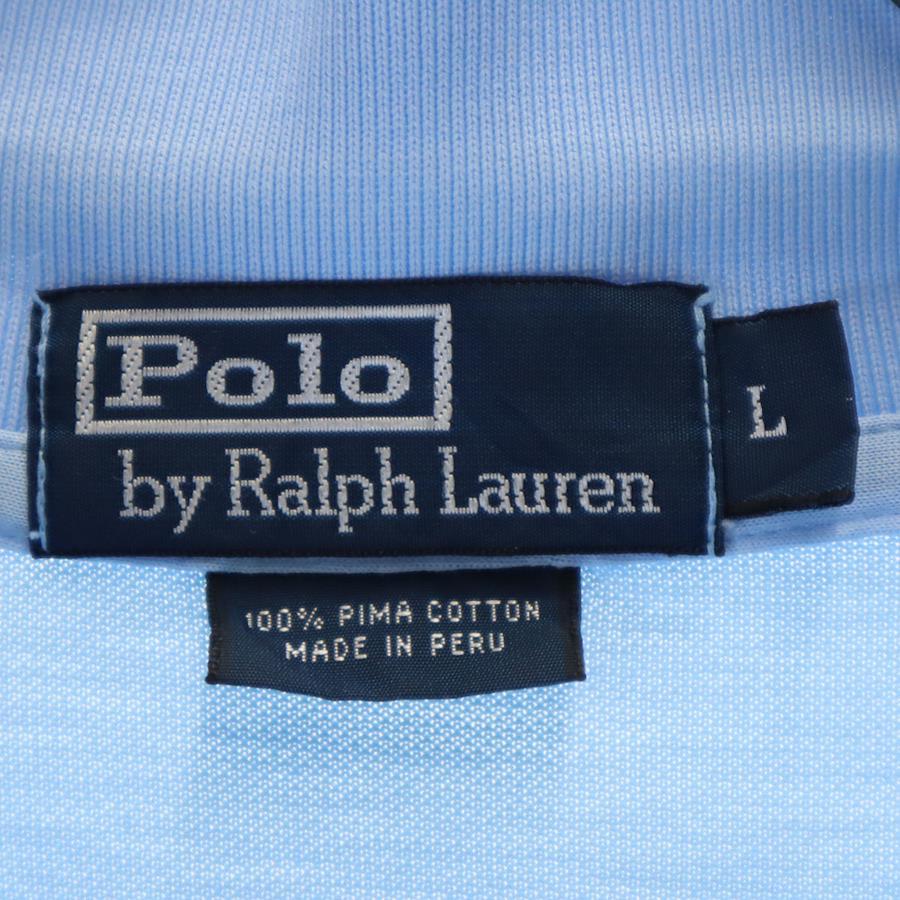 Polo
by Ralph Lauren
L
100% PIMA COTTON
MADE IN PERU